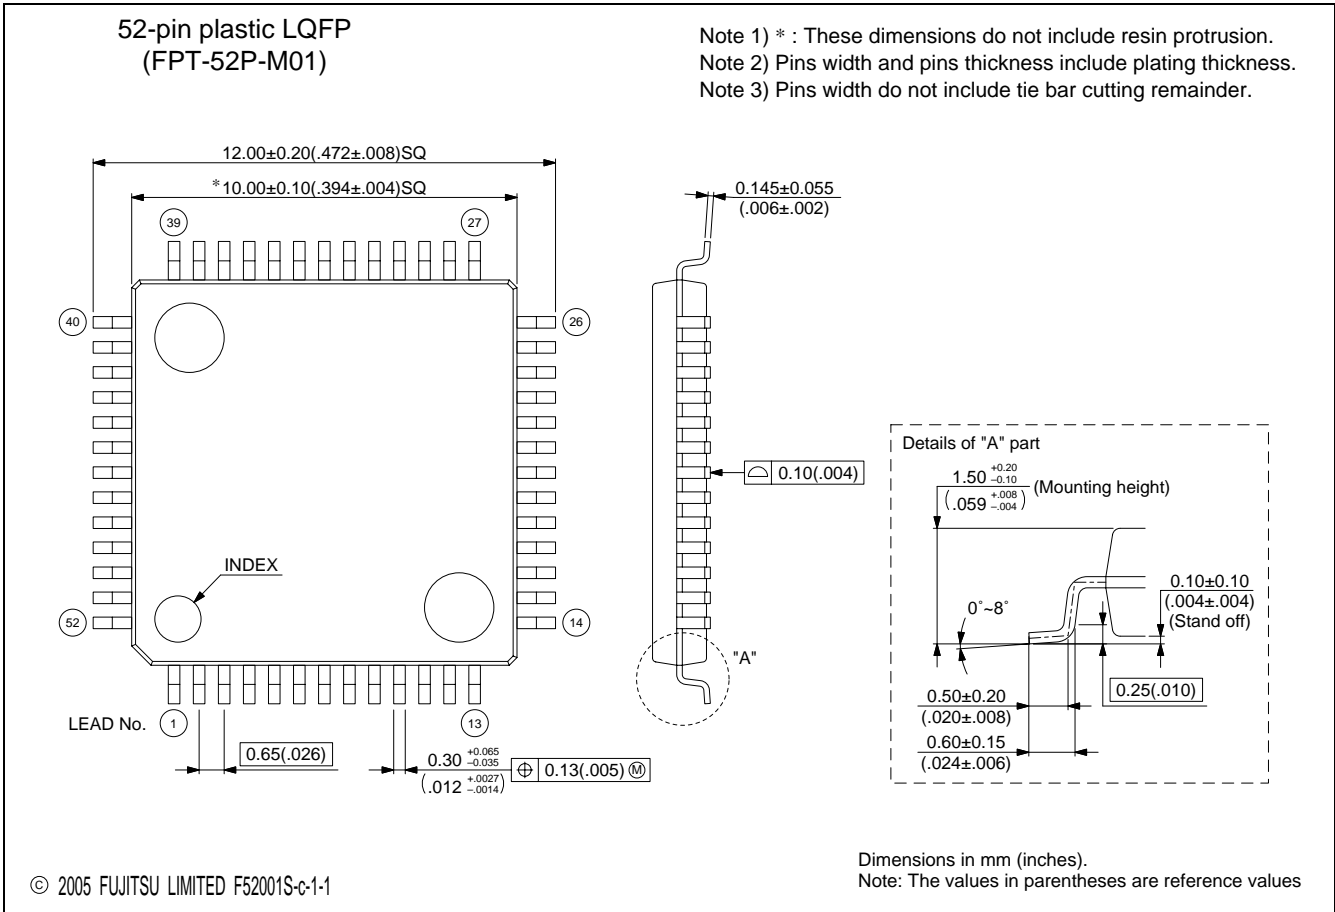 52-pin plastic LQFP
(FPT-52P-M01)
Note 1) * : These dimensions do not include resin protrusion.
Note 2) Pins width and pins thickness include plating thickness.
Note 3) Pins width do not include tie bar cutting remainder.
12.00±0.20(.472±.008)SQ
*10.00±0.10(.394±.004)SQ
0.145±0.055
(.006±.002)
39
27
40
26
0.10(.004)
INDEX
52
14
"A"
LEAD No.
1
13
0.65(.026)
0.30 +0.065 –0.035
(.012 +.0027 –.0014)
⌖ 0.13(.005) Ⓜ
Details of "A" part
1.50 +0.20 –0.10
(.059 +.008 –.004)
(Mounting height)
0.10±0.10
(.004±.004)
(Stand off)
0°~8°
0.25(.010)
0.50±0.20
(.020±.008)
0.60±0.15
(.024±.006)
© 2005 FUJITSU LIMITED F52001S-c-1-1
Dimensions in mm (inches).
Note: The values in parentheses are reference values